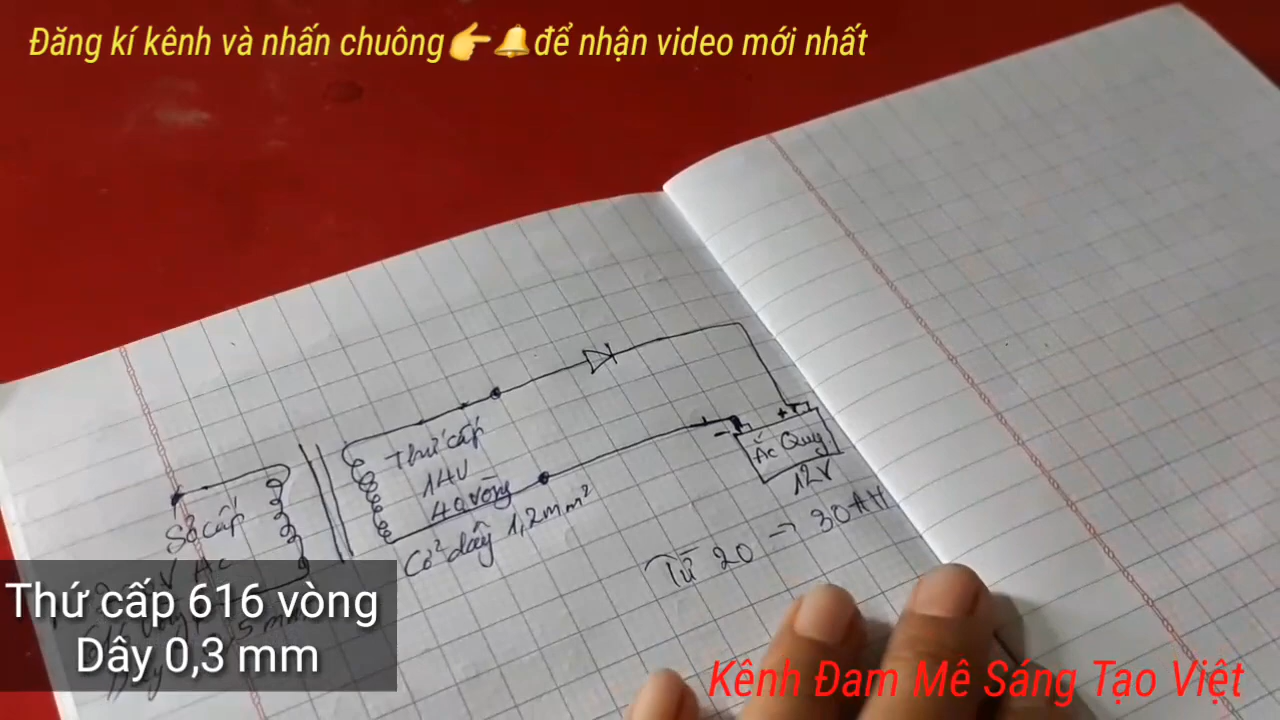 Đăng kí kênh và nhấn chuông👉🔔để nhận video mới nhất
Thứ cấp
14V
40 vòng
Cỡ dây 1,2mm²
Sơ cấp
+
-
Ắc Quy
12V
Từ 20 → 30AH
Thứ cấp 616 vòng
Dây 0,3 mm
Kênh Đam Mê Sáng Tạo Việt